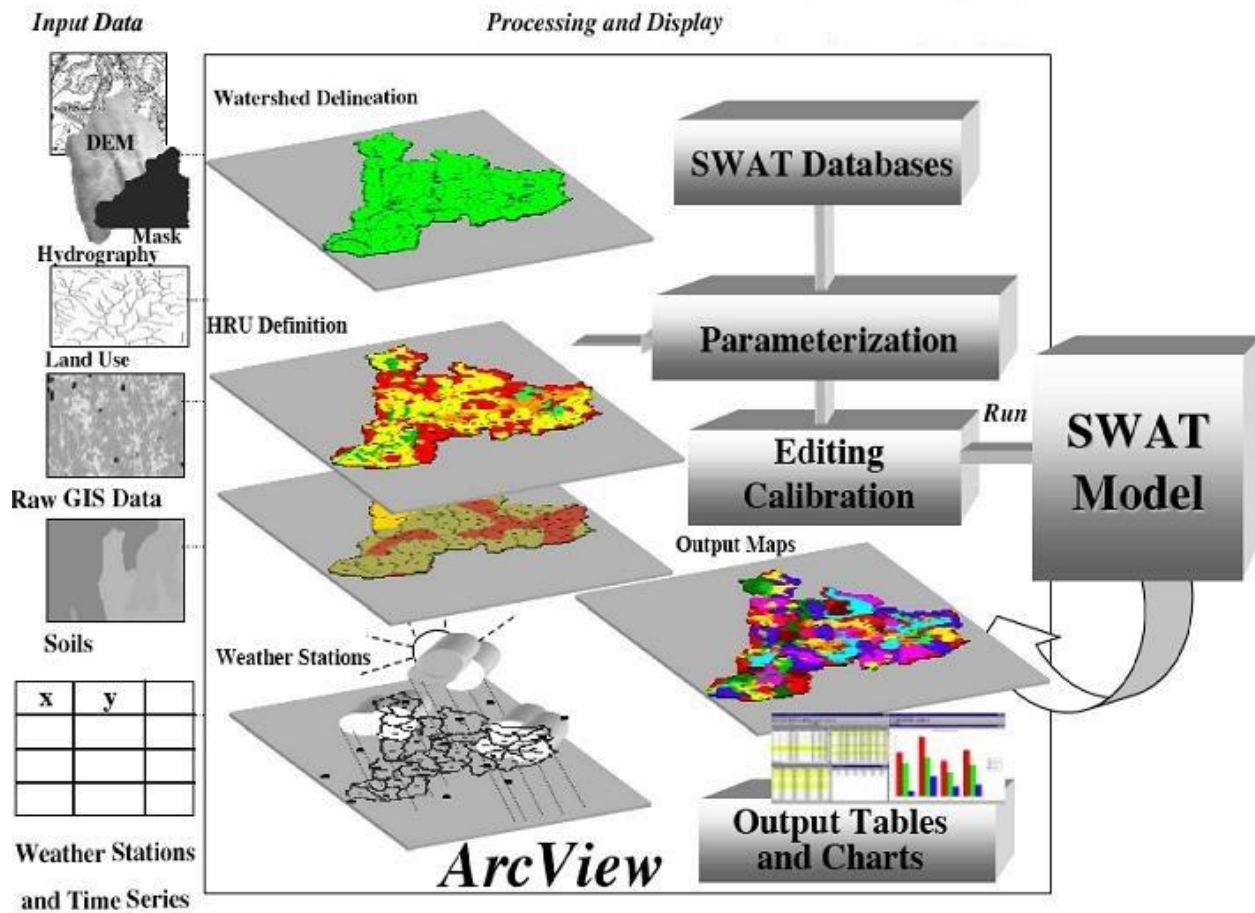 Input Data
Processing and Display
DEM
Mask
Hydrography
Land Use
Raw GIS Data
Soils
x y
Weather Stations
and Time Series
Watershed Delineation
HRU Definition
Weather Stations
ArcView
SWAT Databases
Parameterization
Editing
Calibration
Run
SWAT
Model
Output Maps
Output Tables
and Charts